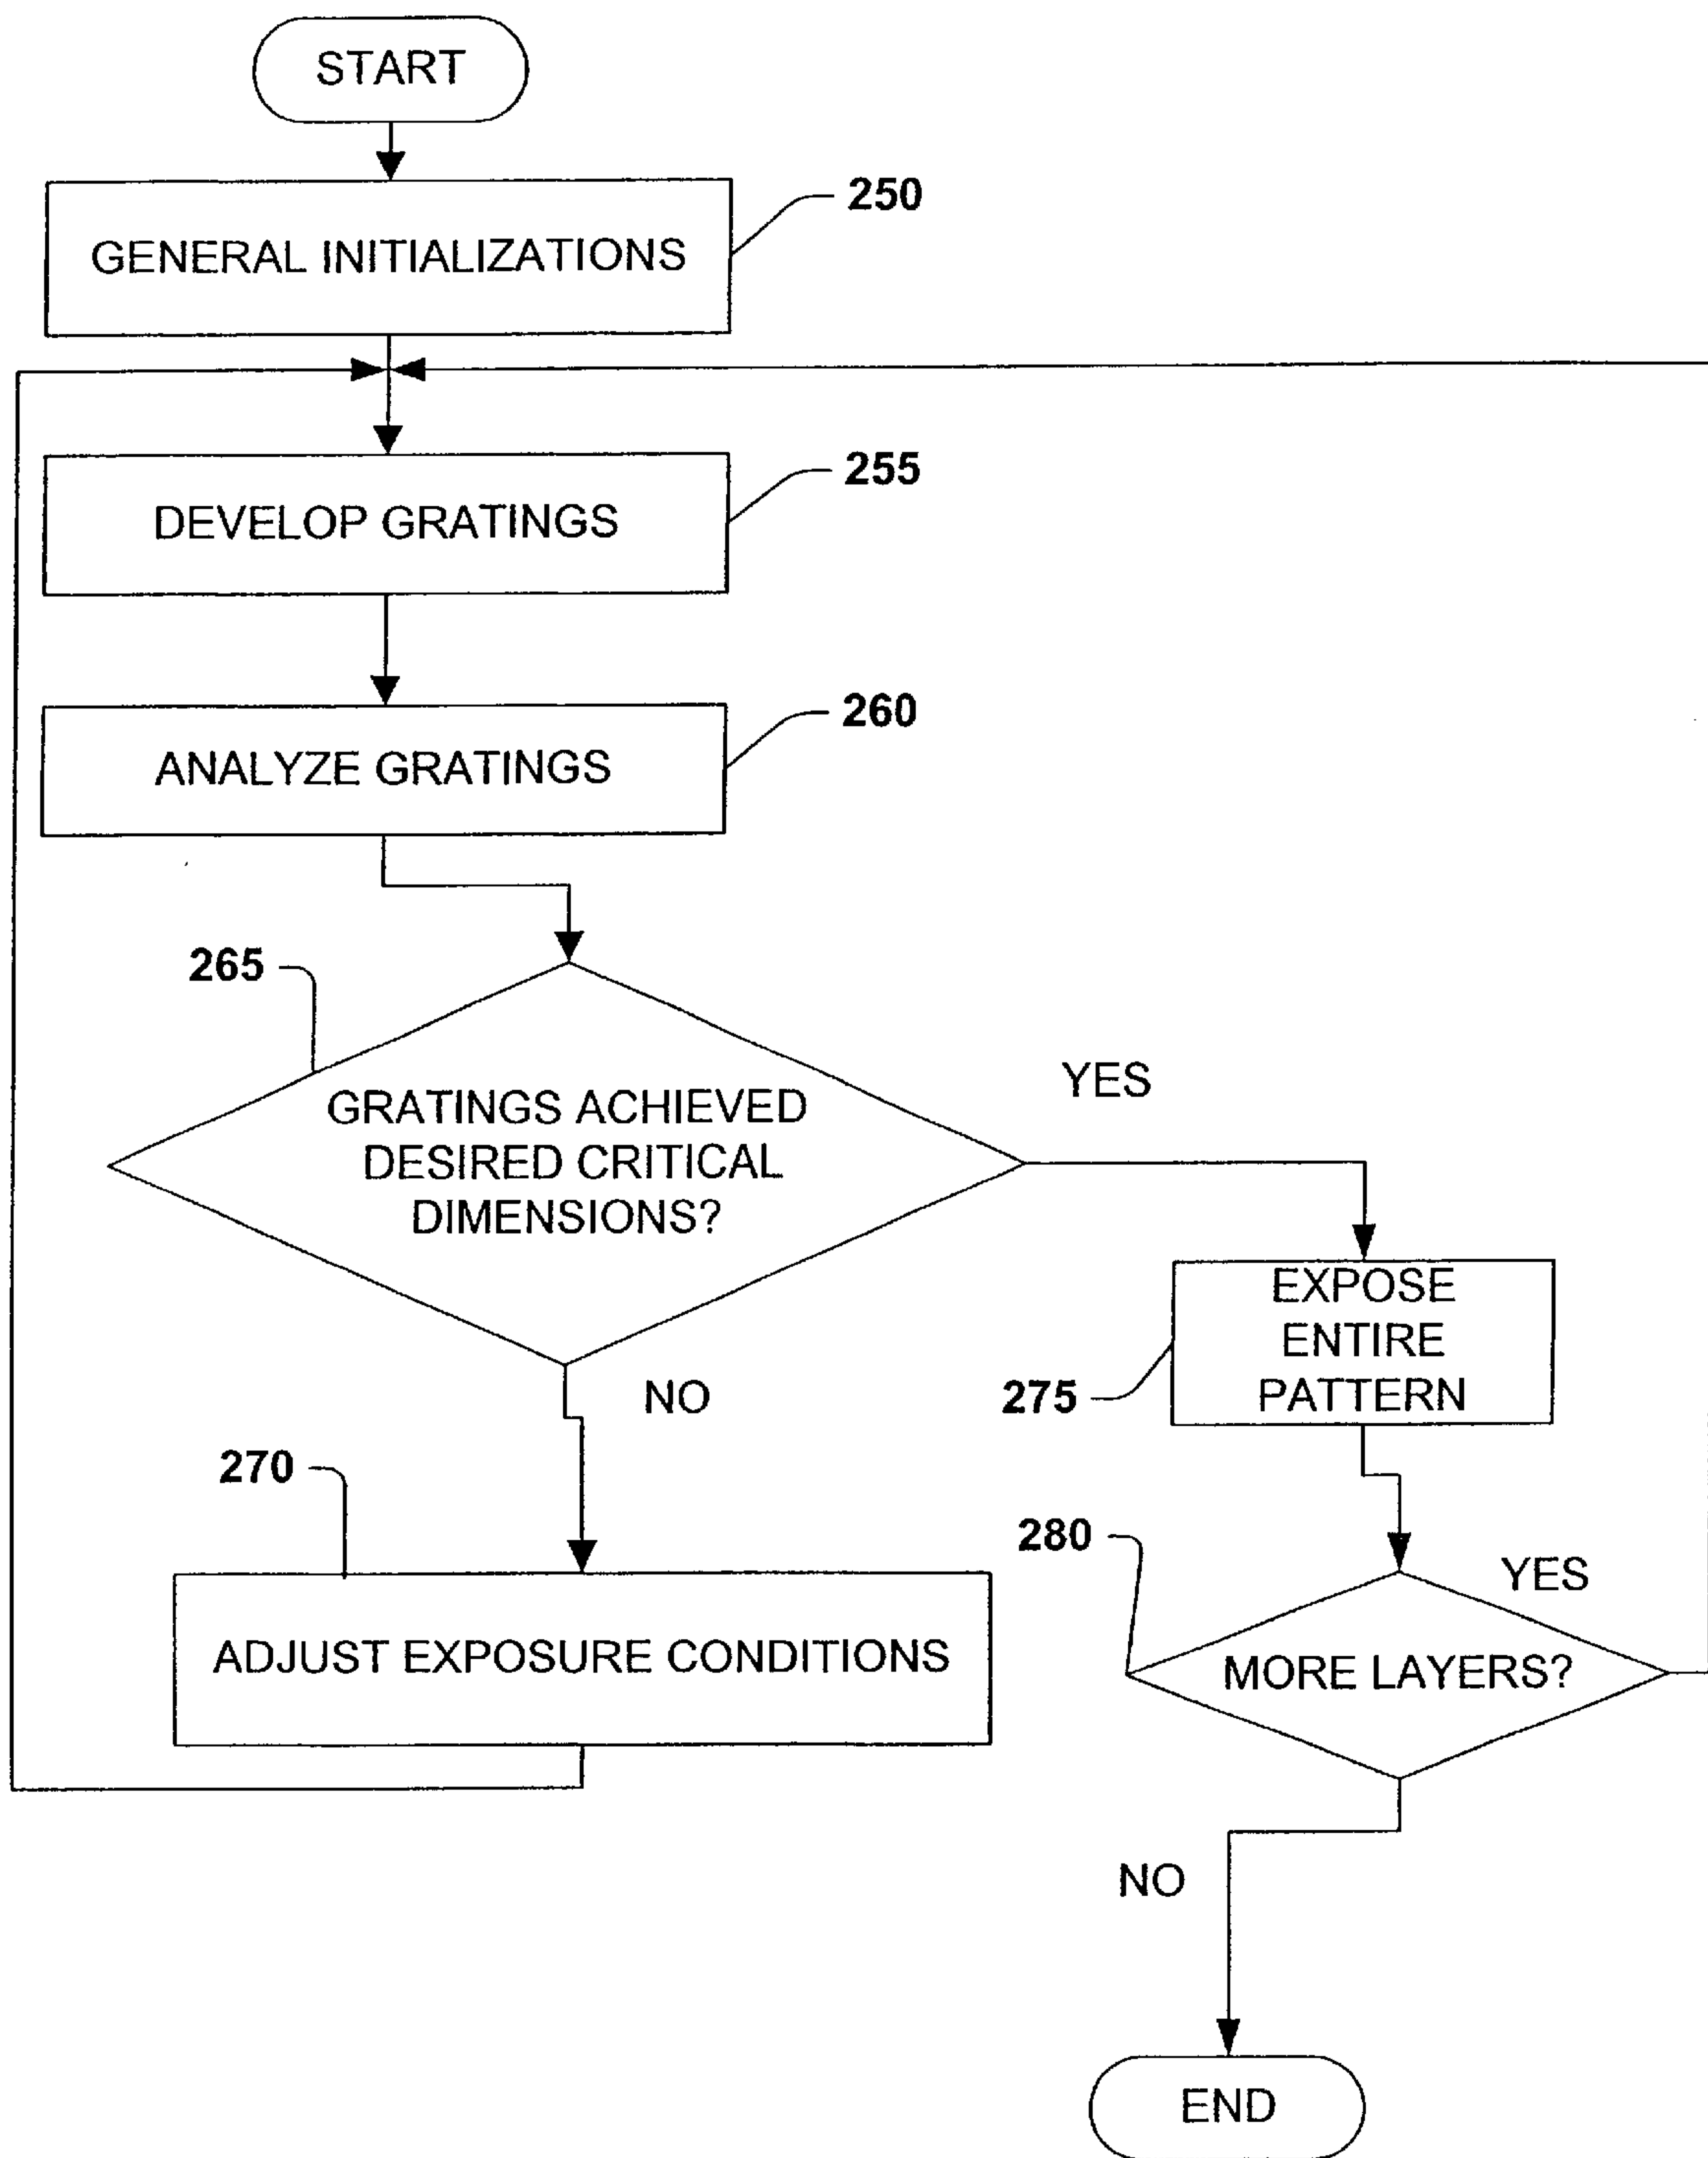 START
250
GENERAL INITIALIZATIONS
255
DEVELOP GRATINGS
260
ANALYZE GRATINGS
265
GRATINGS ACHIEVED
DESIRED CRITICAL
DIMENSIONS?
YES
NO
EXPOSE
ENTIRE
PATTERN
275
270
ADJUST EXPOSURE CONDITIONS
280
YES
MORE LAYERS?
NO
END